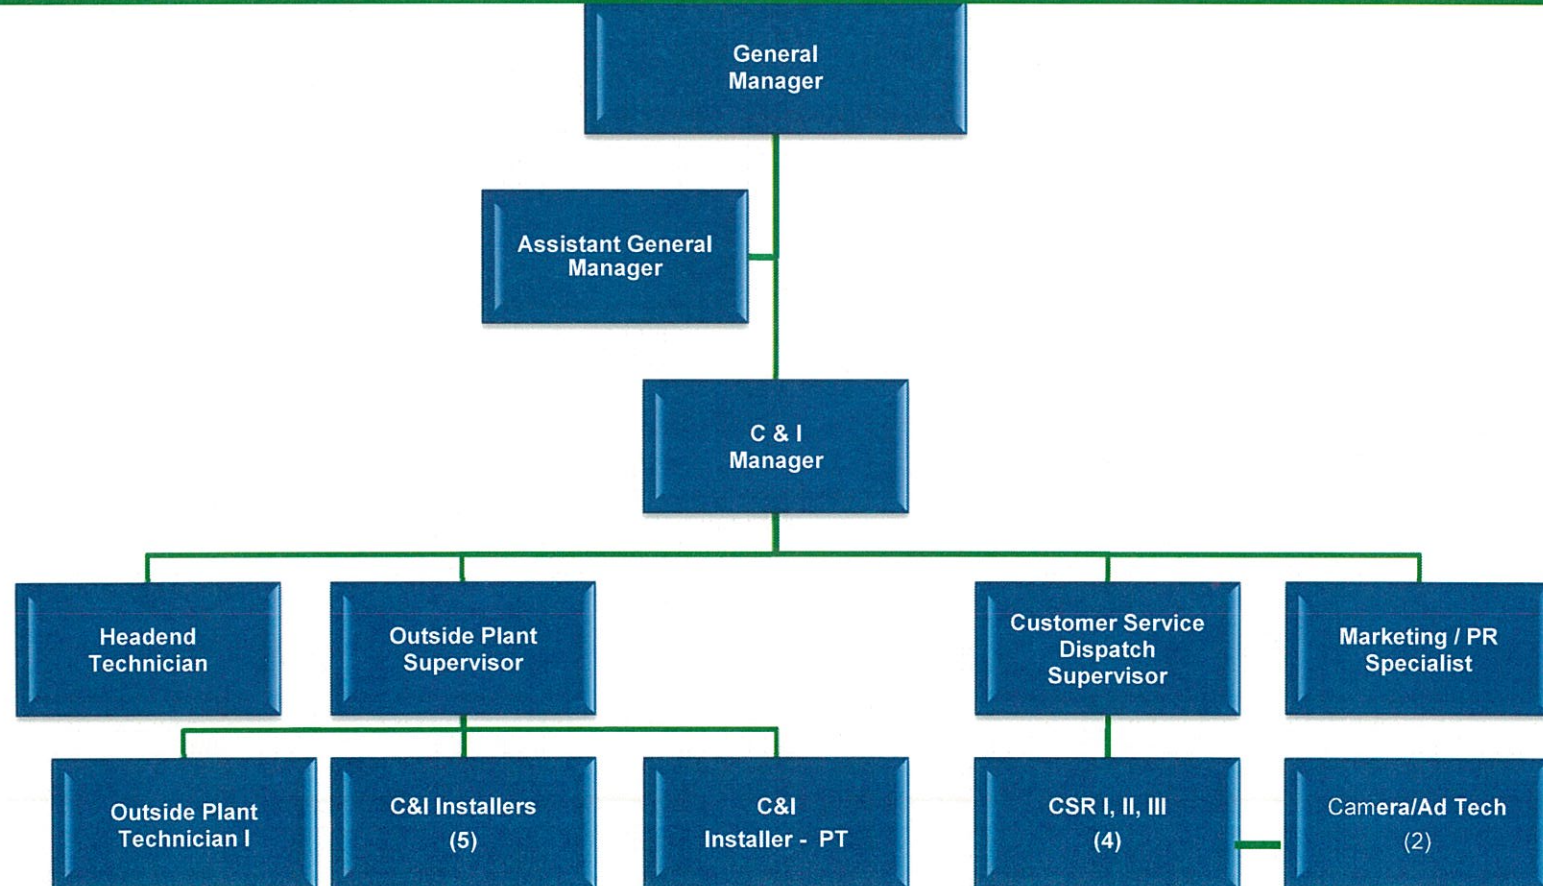 General
Manager
Assistant General
Manager
C & I
Manager
Headend
Technician
Outside Plant
Supervisor
Customer Service
Dispatch
Supervisor
Marketing / PR
Specialist
Outside Plant
Technician I
C&I Installers
(5)
C&I
Installer - PT
CSR I, II, III
(4)
Camera/Ad Tech
(2)